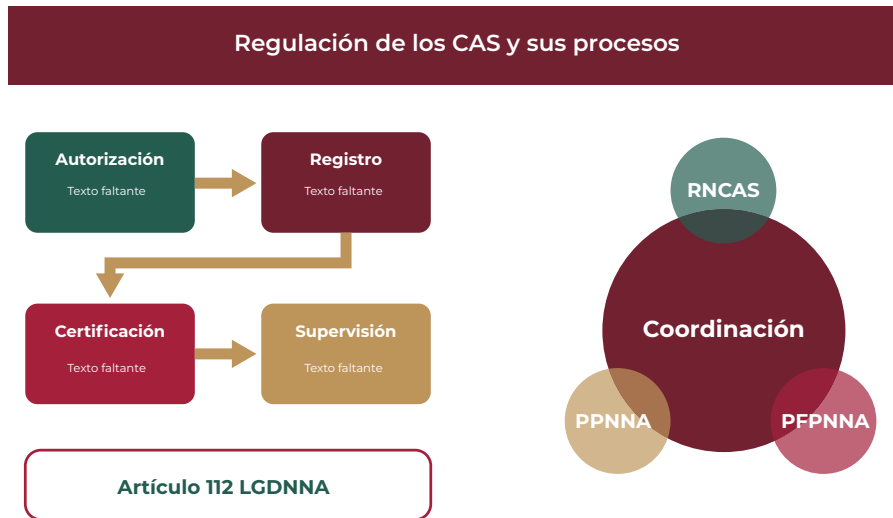 Regulación de los CAS y sus procesos
Autorización
Texto faltante
Registro
Texto faltante
Certificación
Texto faltante
Supervisión
Texto faltante
Artículo 112 LGDNNA
RNCAS
Coordinación
PPNNA
PFPNNA